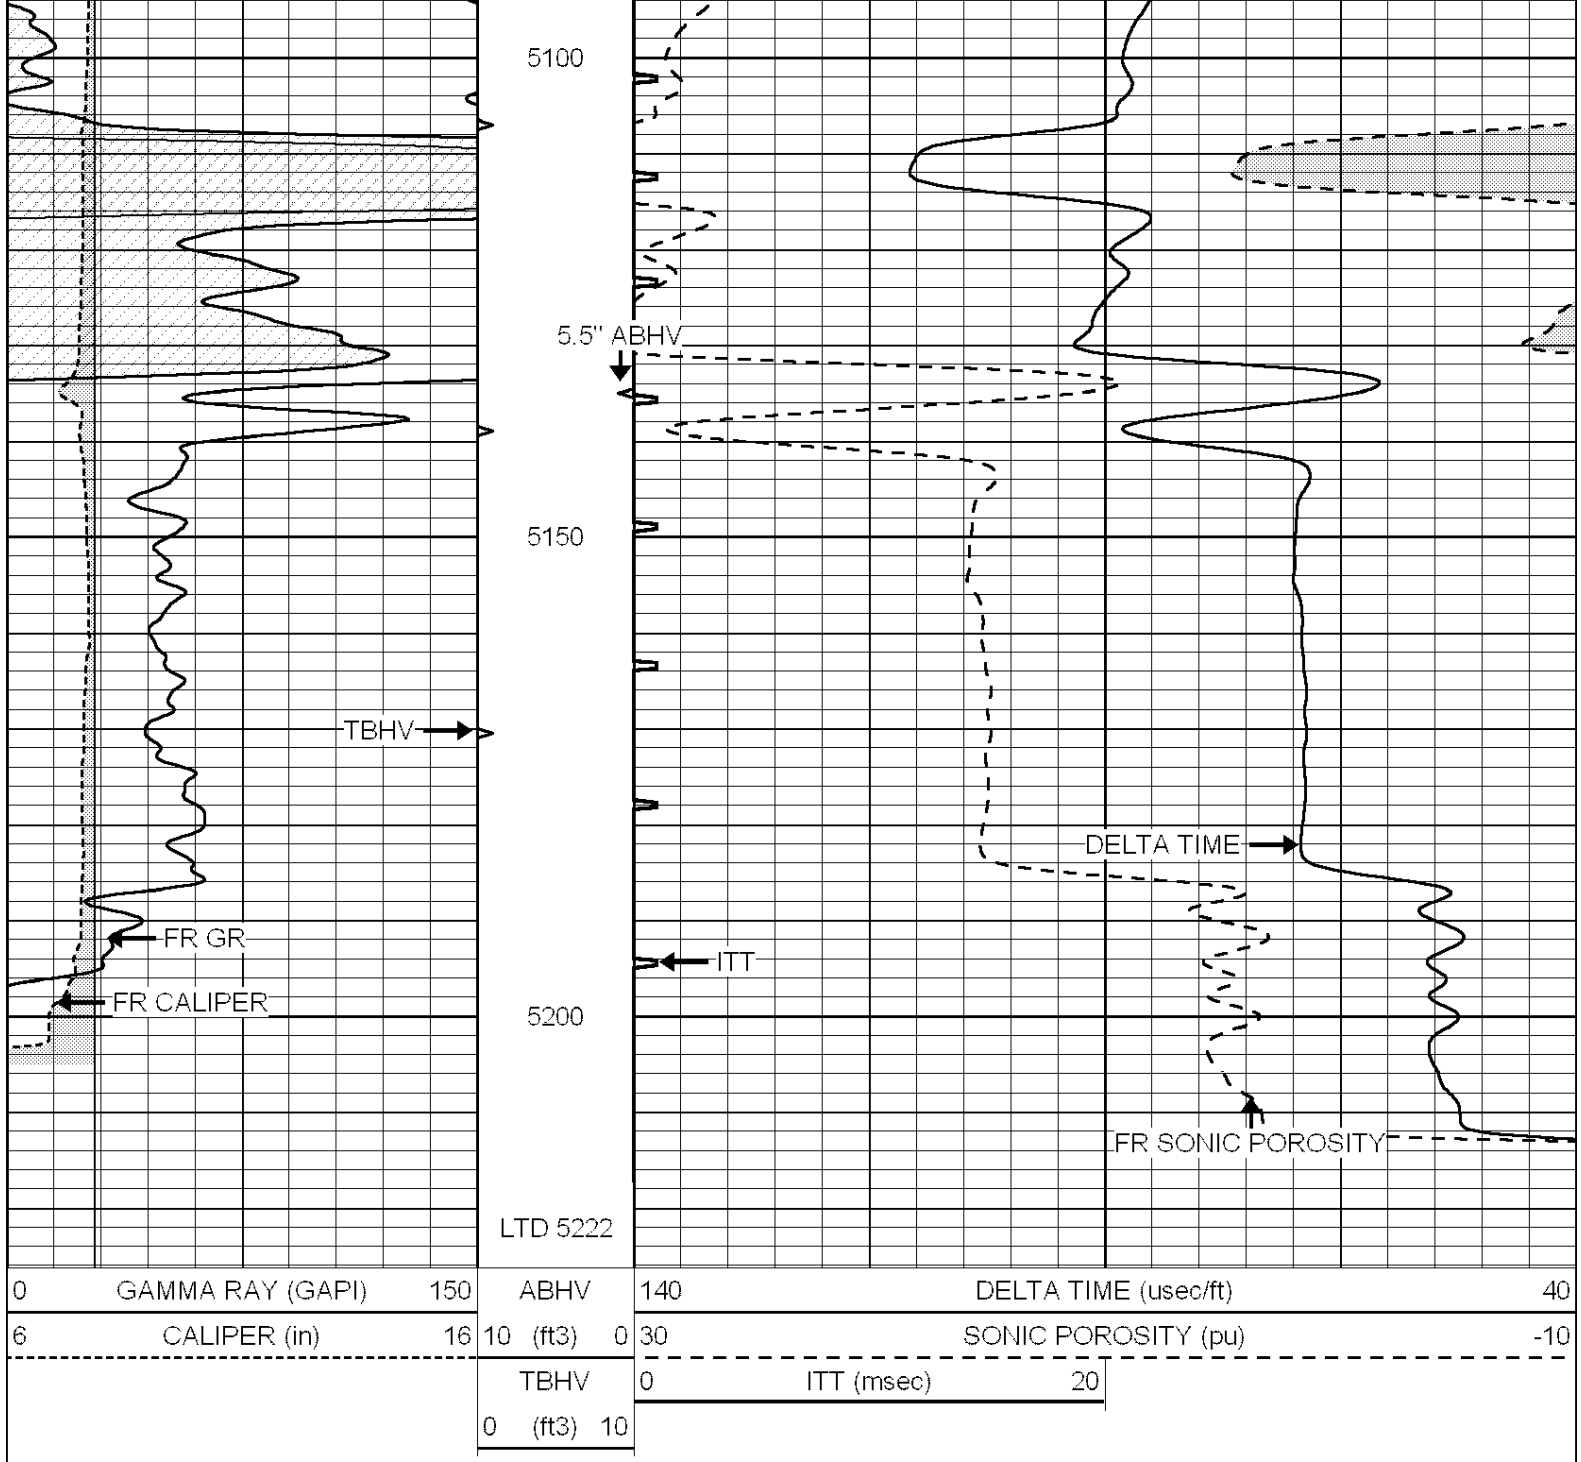 5100
5.5" ABHV
5150
TBHV
DELTA TIME
FR GR
ITT
FR CALIPER
5200
FR SONIC POROSITY
LTD 5222
0 GAMMA RAY (GAPI) 150 ABHV 140 DELTA TIME (usec/ft) 40
6 CALIPER (in) 16 10 (ft3) 0 30 SONIC POROSITY (pu) -10
TBHV 0 ITT (msec) 20
0 (ft3) 10